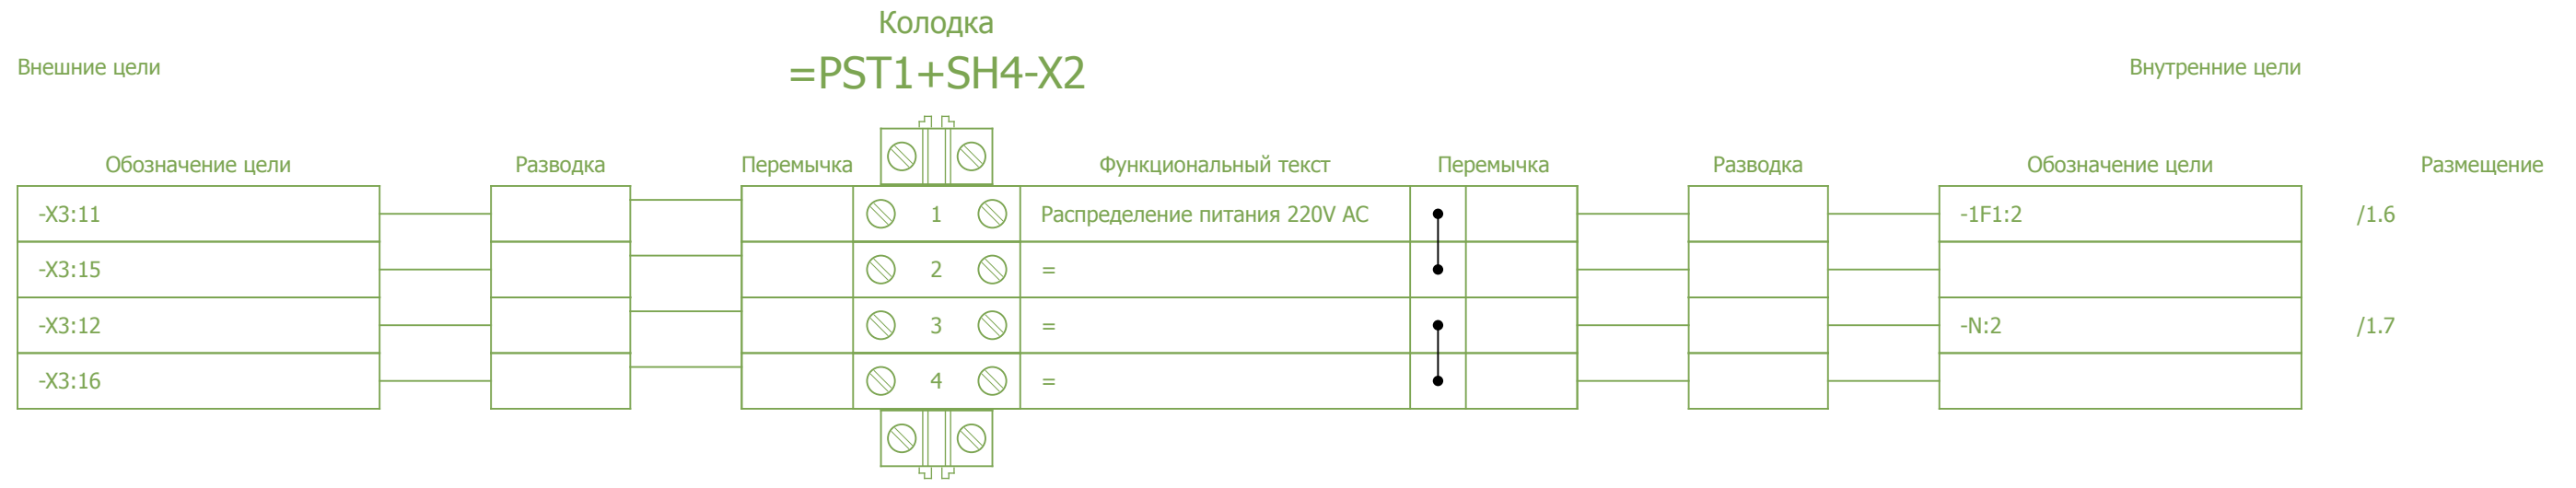 Колодка
Внешние цели
=PST1+SH4-X2
Внутренние цели
Обозначение цели Разводка Перемычка Функциональный текст Перемычка Разводка Обозначение цели Размещение
-X3:11 1 Распределение питания 220V AC -1F1:2 /1.6
-X3:15 2 =
-X3:12 3 = -N:2 /1.7
-X3:16 4 =